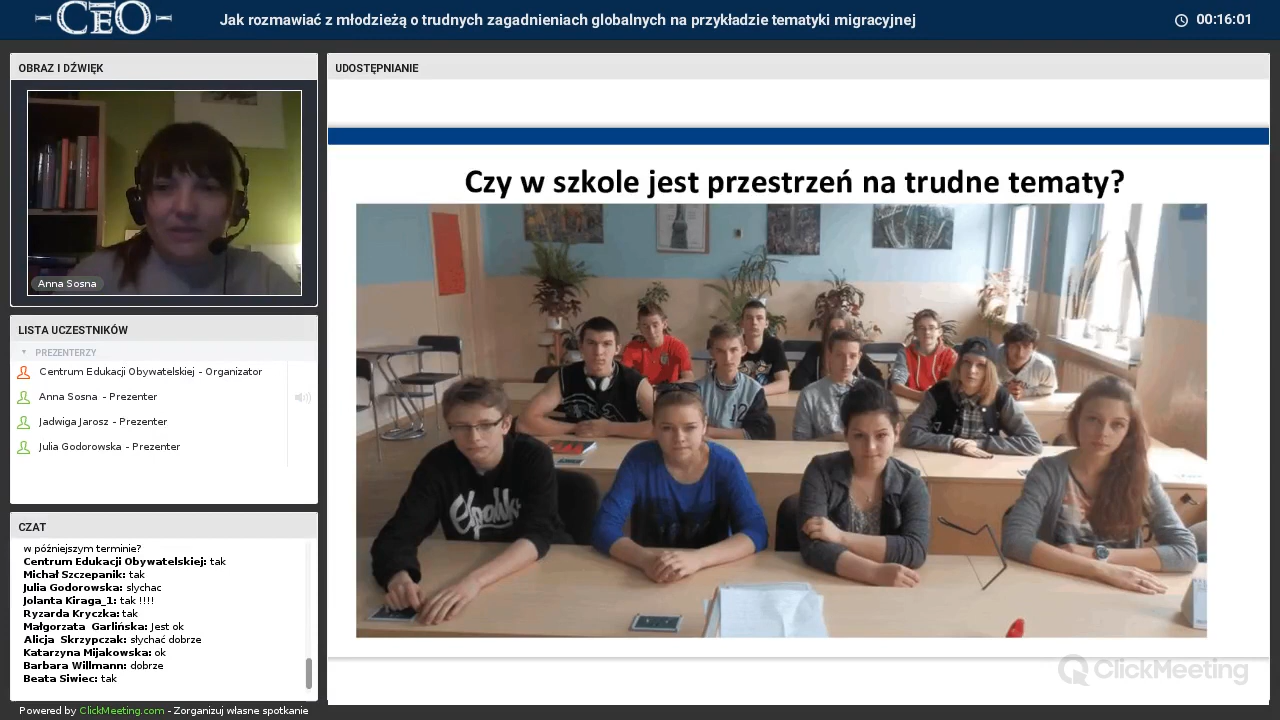 CEO
Jak rozmawiać z młodzieżą o trudnych zagadnieniach globalnych na przykładzie tematyki migracyjnej
00:16:01
OBRAZ I DŹWIĘK
Anna Sosna
LISTA UCZESTNIKÓW
PREZENTERZY
Centrum Edukacji Obywatelskiej - Organizator
Anna Sosna - Prezenter
Jadwiga Jarosz - Prezenter
Julia Godorowska - Prezenter
CZAT
w późniejszym terminie?
Centrum Edukacji Obywatelskiej: tak
Michał Szczepanik: tak
Julia Godorowska: slychac
Jolanta Kiraga_1: tak !!!!
Ryzarda Kryczka: tak
Małgorzata Garlińska: Jest ok
Alicja Skrzypczak: słychać dobrze
Katarzyna Mijakowska: ok
Barbara Willmann: dobrze
Beata Siwiec: tak
Powered by ClickMeeting.com - Zorganizuj własne spotkanie
UDOSTĘPNIANIE
Czy w szkole jest przestrzeń na trudne tematy?
12
ClickMeeting